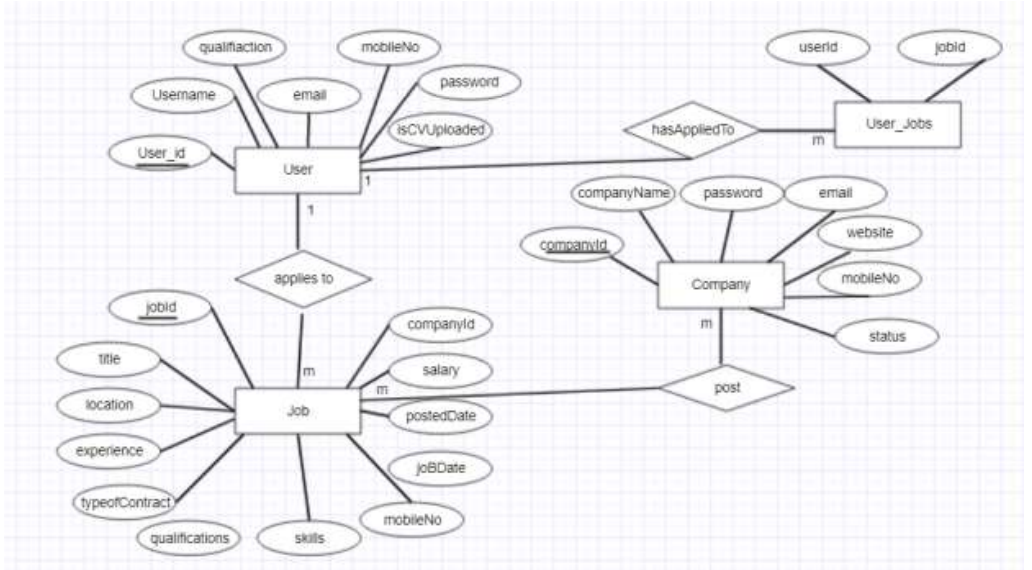 qualifiaction
mobileNo
userId
jobId
Username
email
password
isCVUploaded
hasAppliedTo
User_Jobs
m
User_id
User
1
1
companyName
password
email
website
companyId
Company
mobileNo
status
m
applies to
jobId
companyId
title
salary
m
m
post
location
Job
postedDate
experience
joBDate
typeofContract
mobileNo
qualifications
skills